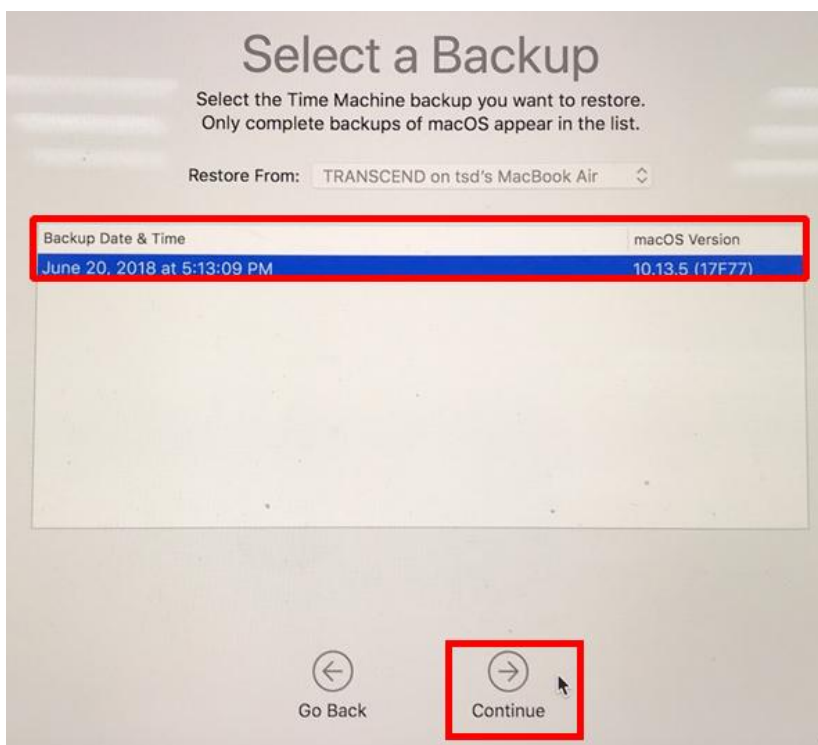 Select a Backup
Select the Time Machine backup you want to restore.
Only complete backups of macOS appear in the list.
Restore From: TRANSCEND on tsd's MacBook Air
Backup Date & Time macOS Version
June 20, 2018 at 5:13:09 PM 10.13.5 (17F77)
Go Back Continue